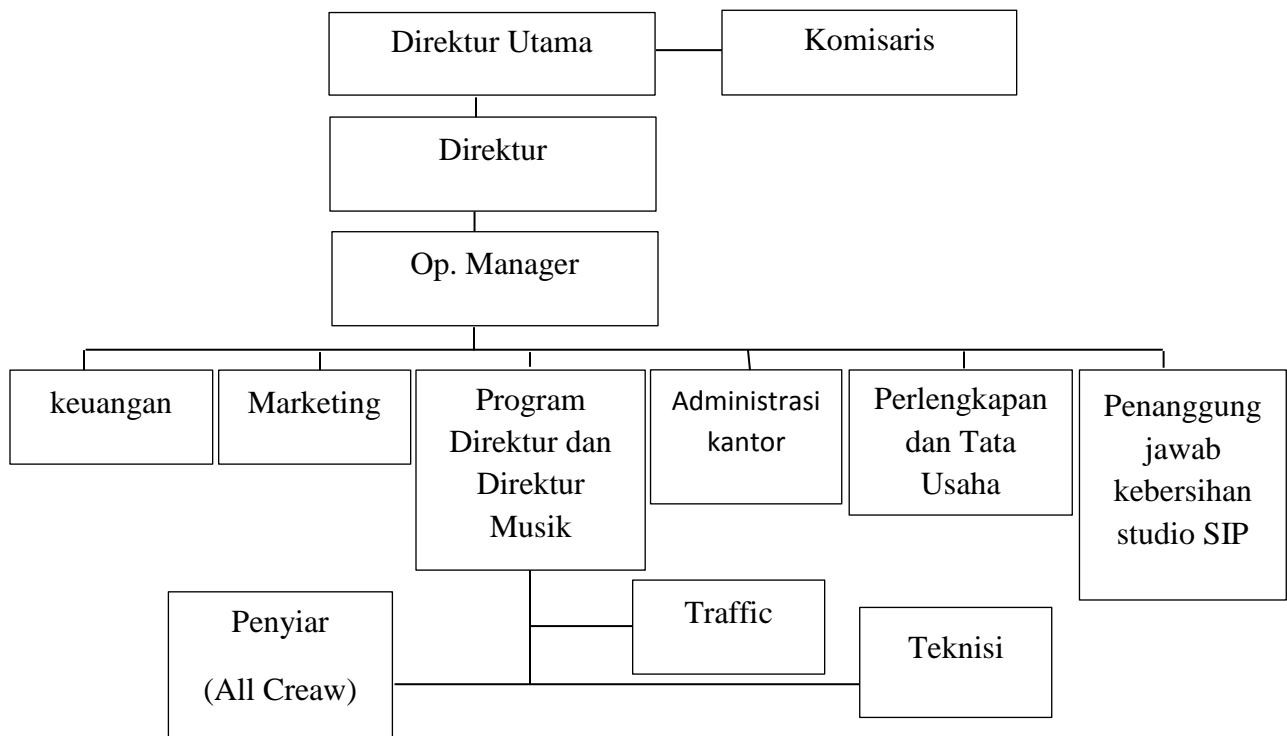 Direktur Utama
Komisaris
Direktur
Op. Manager
keuangan
Marketing
Program
Direktur dan
Direktur
Musik
Administrasi
kantor
Perlengkapan
dan Tata
Usaha
Penanggung
jawab
kebersihan
studio SIP
Penyiar
(All Creaw)
Traffic
Teknisi